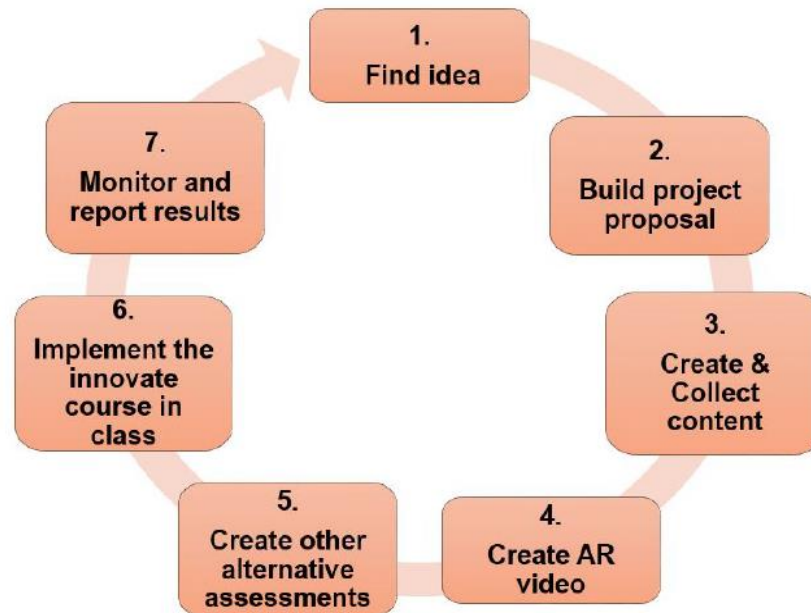 1.
Find idea
2.
Build project
proposal
3.
Create &
Collect
content
4.
Create AR
video
5.
Create other
alternative
assessments
6.
Implement the
innovate
course in
class
7.
Monitor and
report results